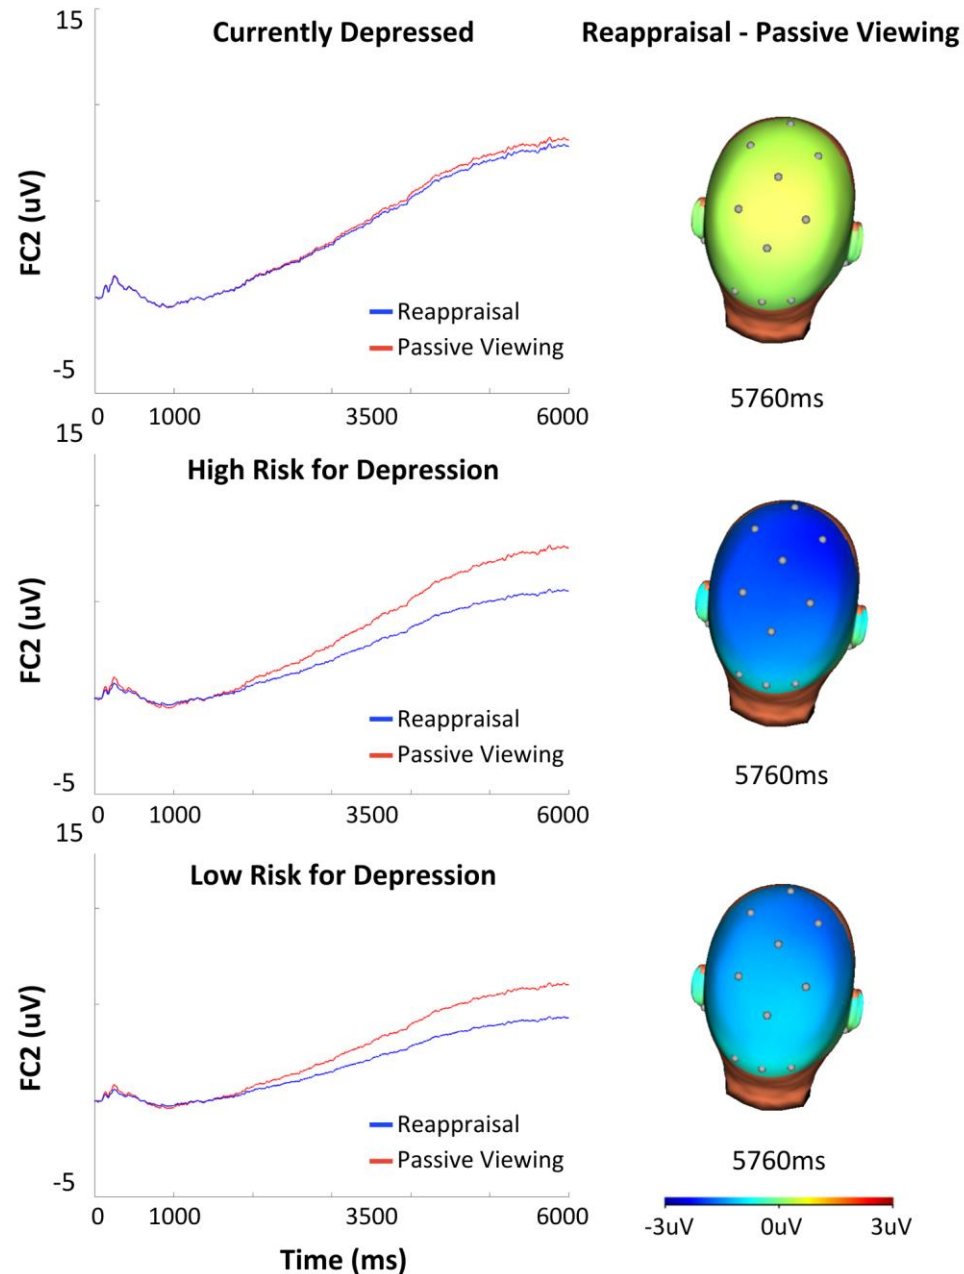 15
Currently Depressed
Reappraisal - Passive Viewing
FC2 (uV)
Reappraisal
Passive Viewing
-5
0 1000 3500 6000
5760ms
15
High Risk for Depression
FC2 (uV)
Reappraisal
Passive Viewing
-5
0 1000 3500 6000
5760ms
15
Low Risk for Depression
FC2 (uV)
Reappraisal
Passive Viewing
-5
0 1000 3500 6000
Time (ms)
5760ms
-3uV 0uV 3uV